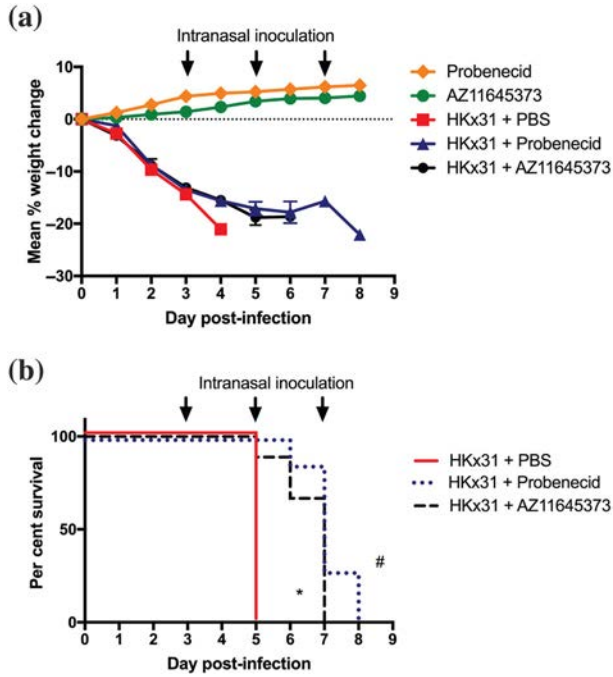 (a)
Intranasal inoculation
10
0
–10
–20
–30
Mean % weight change
0 1 2 3 4 5 6 7 8 9
Day post-infection
Probenecid
AZ11645373
HKx31 + PBS
HKx31 + Probenecid
HKx31 + AZ11645373
(b)
Intranasal inoculation
100
50
0
Per cent survival
*
#
0 1 2 3 4 5 6 7 8 9
Day post-infection
HKx31 + PBS
HKx31 + Probenecid
HKx31 + AZ11645373